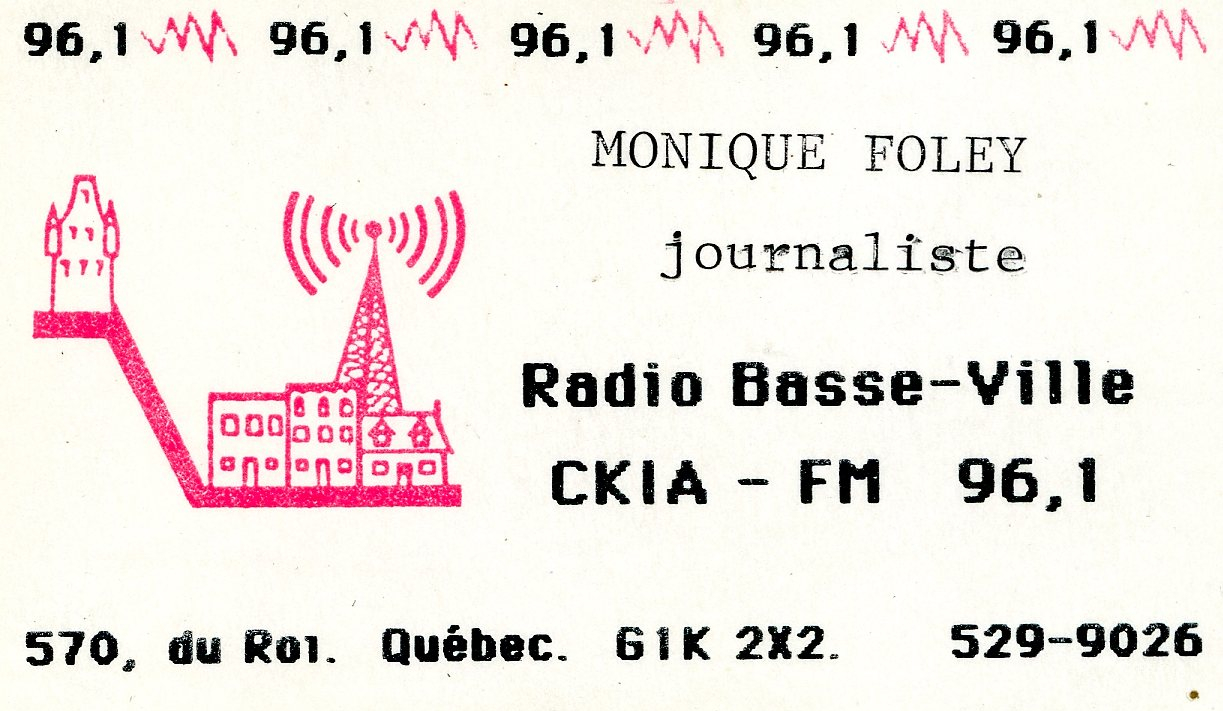 96,1 96,1 96,1 96,1 96,1
MONIQUE FOLEY
journaliste
Radio Basse-Ville
CKIA - FM 96,1
570, du Roi. Québec. G1K 2X2. 529-9026